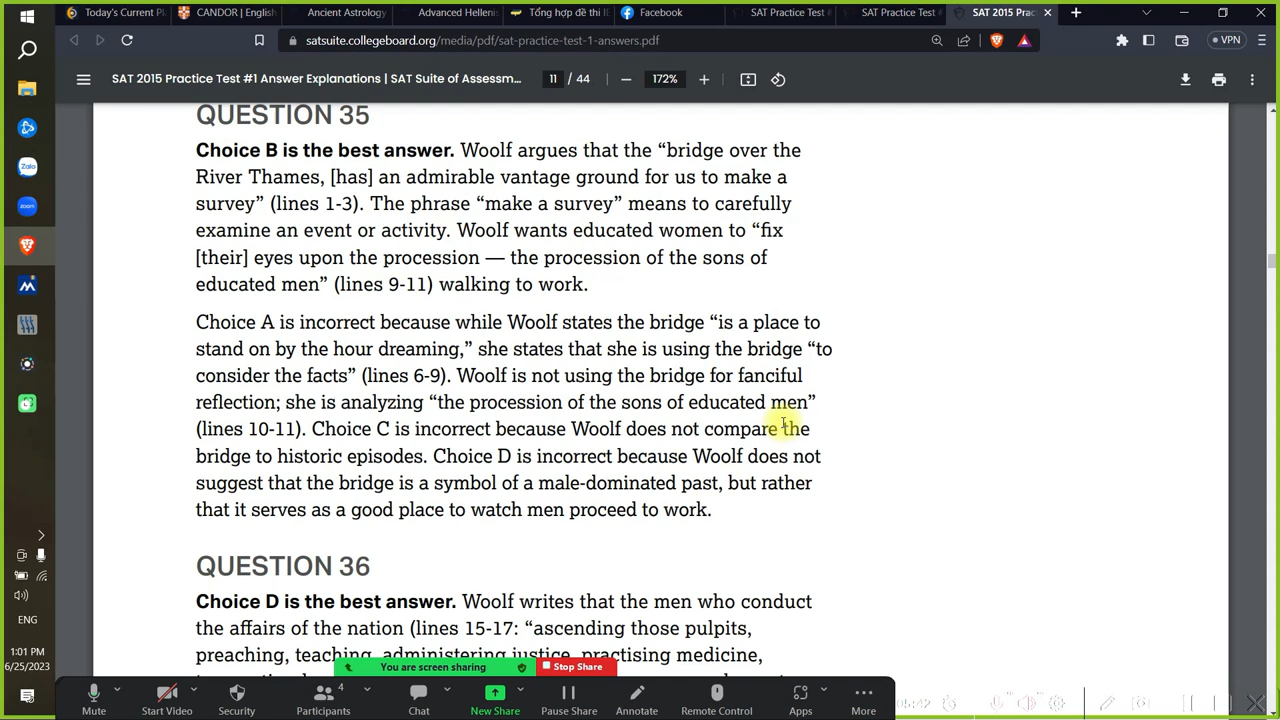 Today's Current Pl
CANDOR | English
Ancient Astrology
Advanced Hellenis
Tổng hợp đề thi IE
Facebook
SAT Practice Test #
SAT Practice Test #
SAT 2015 Prac
satsuite.collegeboard.org/media/pdf/sat-practice-test-1-answers.pdf
VPN
SAT 2015 Practice Test #1 Answer Explanations | SAT Suite of Assessm...
11 / 44
172%
QUESTION 35
Choice B is the best answer. Woolf argues that the “bridge over the
River Thames, [has] an admirable vantage ground for us to make a
survey” (lines 1-3). The phrase “make a survey” means to carefully
examine an event or activity. Woolf wants educated women to “fix
[their] eyes upon the procession — the procession of the sons of
educated men” (lines 9-11) walking to work.
Choice A is incorrect because while Woolf states the bridge “is a place to
stand on by the hour dreaming,” she states that she is using the bridge “to
consider the facts” (lines 6-9). Woolf is not using the bridge for fanciful
reflection; she is analyzing “the procession of the sons of educated men”
(lines 10-11). Choice C is incorrect because Woolf does not compare the
bridge to historic episodes. Choice D is incorrect because Woolf does not
suggest that the bridge is a symbol of a male-dominated past, but rather
that it serves as a good place to watch men proceed to work.
QUESTION 36
Choice D is the best answer. Woolf writes that the men who conduct
the affairs of the nation (lines 15-17: “ascending those pulpits,
preaching, teaching, administering justice, practising medicine,
Zalo
zoom
ENG
1:01 PM
6/25/2023
You are screen sharing
Stop Share
Mute
Start Video
Security
4
Participants
Chat
New Share
Pause Share
Annotate
Remote Control
Apps
More
05:42